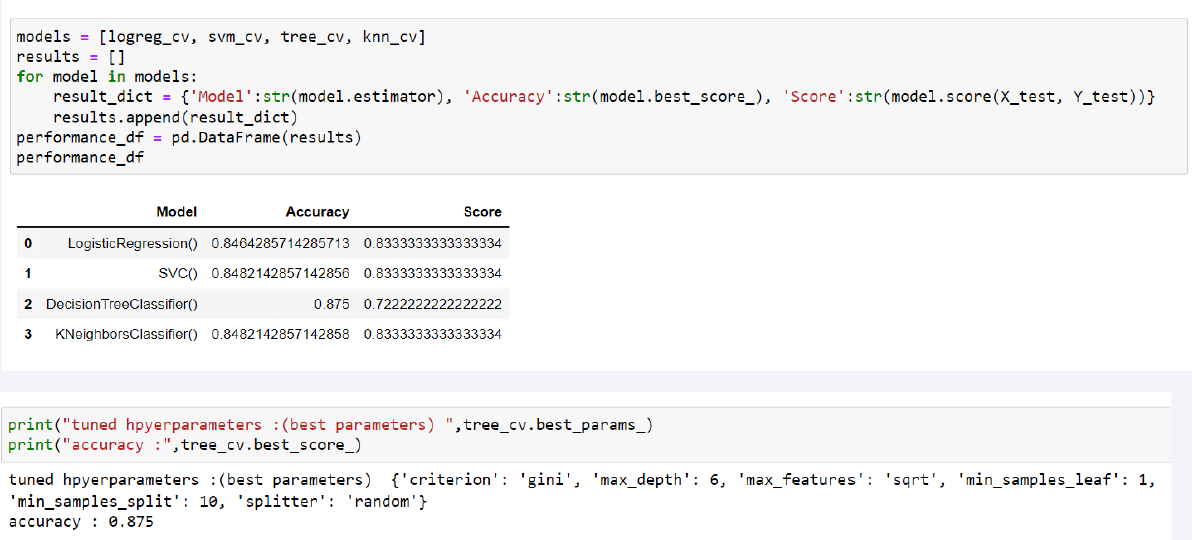 models = [logreg_cv, svm_cv, tree_cv, knn_cv]
results = []
for model in models:
    result_dict = {'Model':str(model.estimator), 'Accuracy':str(model.best_score_), 'Score':str(model.score(X_test, Y_test))}
    results.append(result_dict)
performance_df = pd.DataFrame(results)
performance_df
Model Accuracy Score
0 LogisticRegression() 0.8464285714285713 0.8333333333333334
1 SVC() 0.8482142857142856 0.8333333333333334
2 DecisionTreeClassifier() 0.875 0.7222222222222222
3 KNeighborsClassifier() 0.8482142857142858 0.8333333333333334
print("tuned hpyerparameters :(best parameters) ",tree_cv.best_params_)
print("accuracy :",tree_cv.best_score_)
tuned hpyerparameters :(best parameters)  {'criterion': 'gini', 'max_depth': 6, 'max_features': 'sqrt', 'min_samples_leaf': 1,
'min_samples_split': 10, 'splitter': 'random'}
accuracy : 0.875